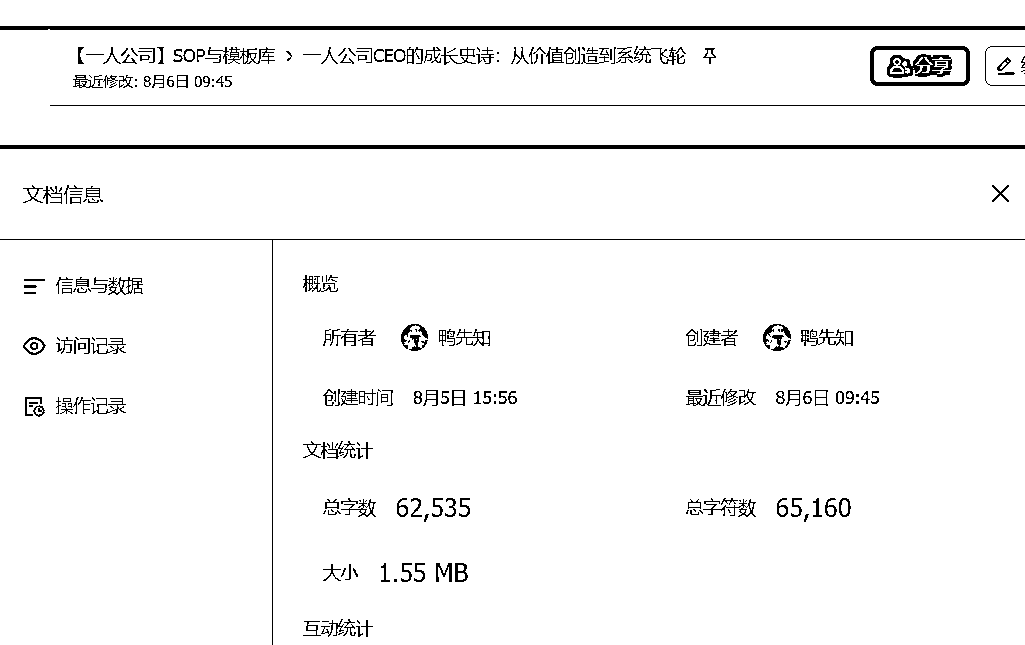 【一人公司】SOP与模板库 › 一人公司CEO的成长史诗：从价值创造到系统飞轮
最近修改: 8月6日 09:45
分享
文档信息
信息与数据
访问记录
操作记录
概览
所有者 鸭先知 创建者 鸭先知
创建时间 8月5日 15:56 最近修改 8月6日 09:45
文档统计
总字数 62,535 总字符数 65,160
大小 1.55 MB
互动统计